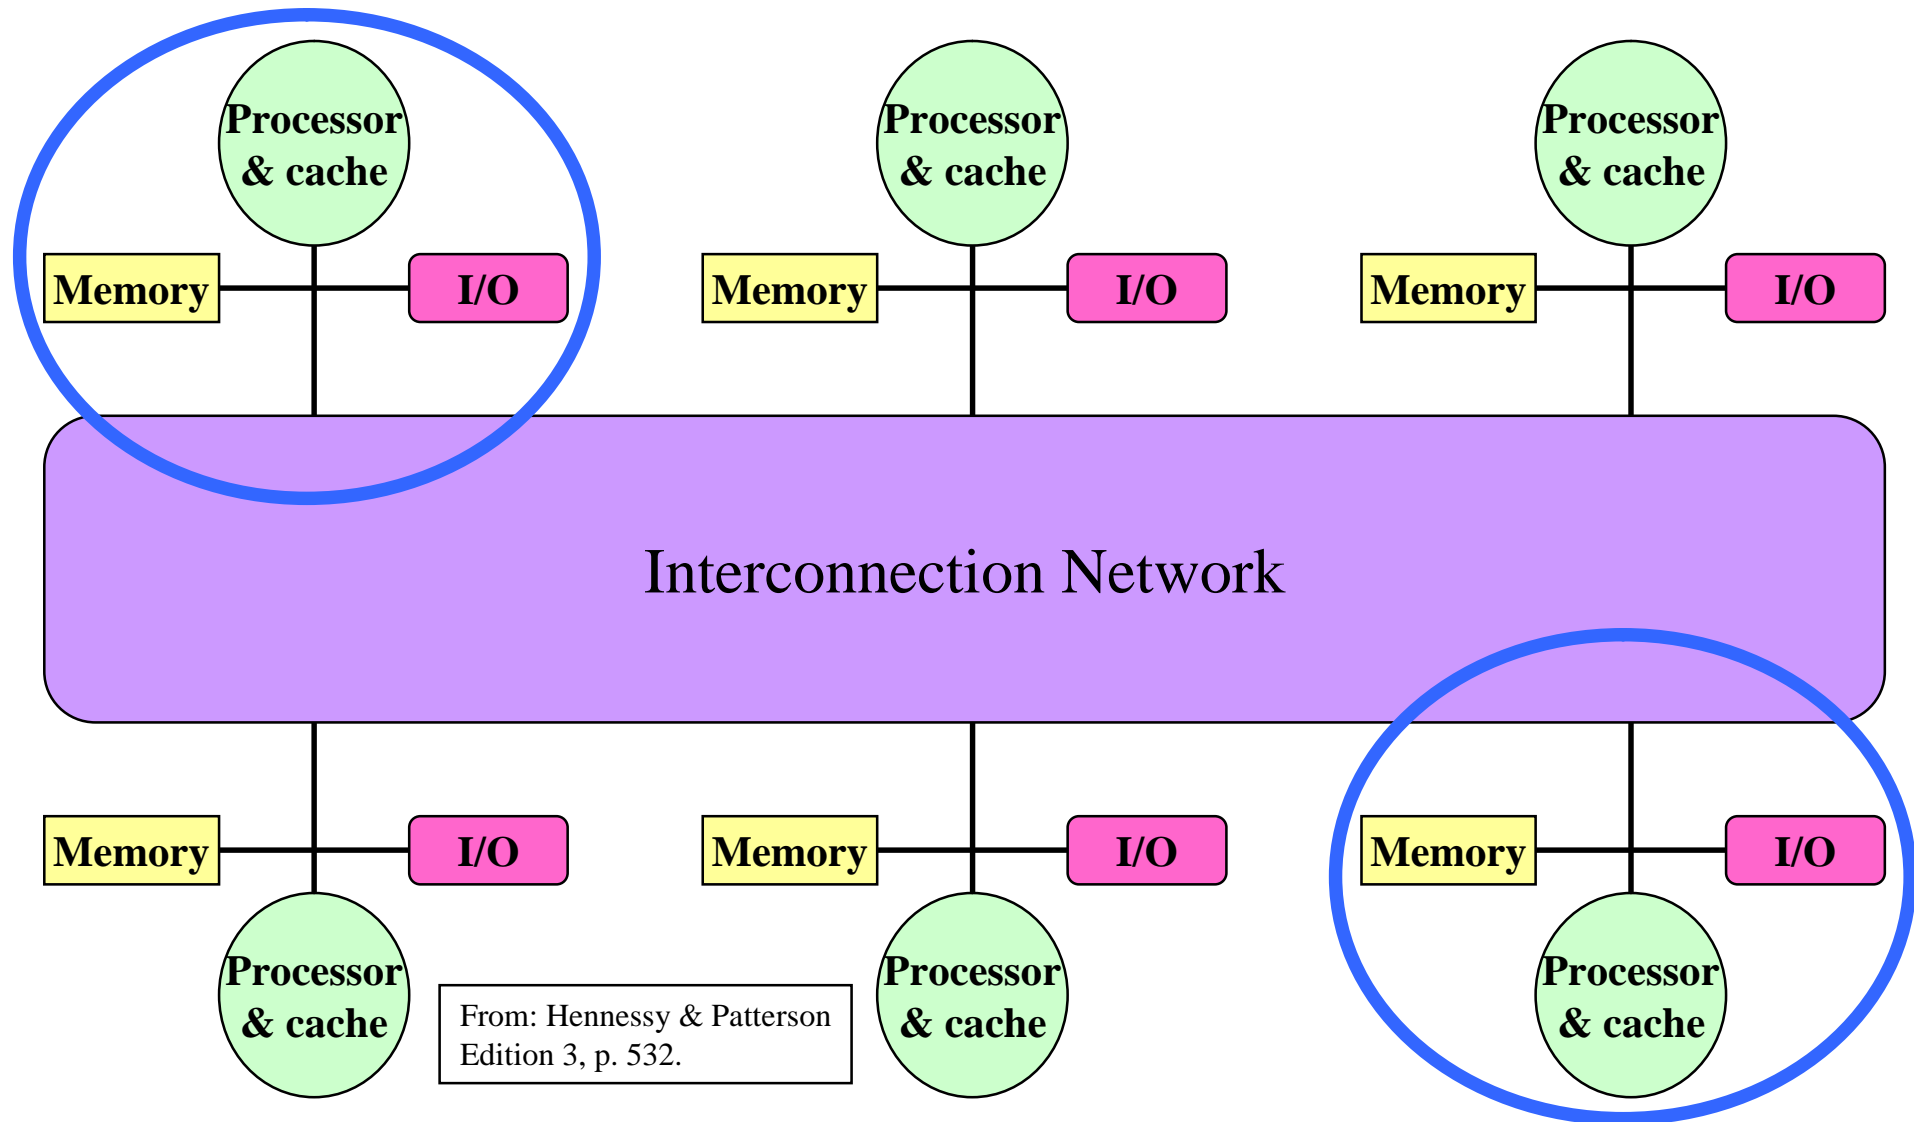 Processor
& cache
Processor
& cache
Processor
& cache
Memory
I/O
Memory
I/O
Memory
I/O
Interconnection Network
Memory
I/O
Memory
I/O
Memory
I/O
Processor
& cache
Processor
& cache
Processor
& cache
From: Hennessy & Patterson
Edition 3, p. 532.